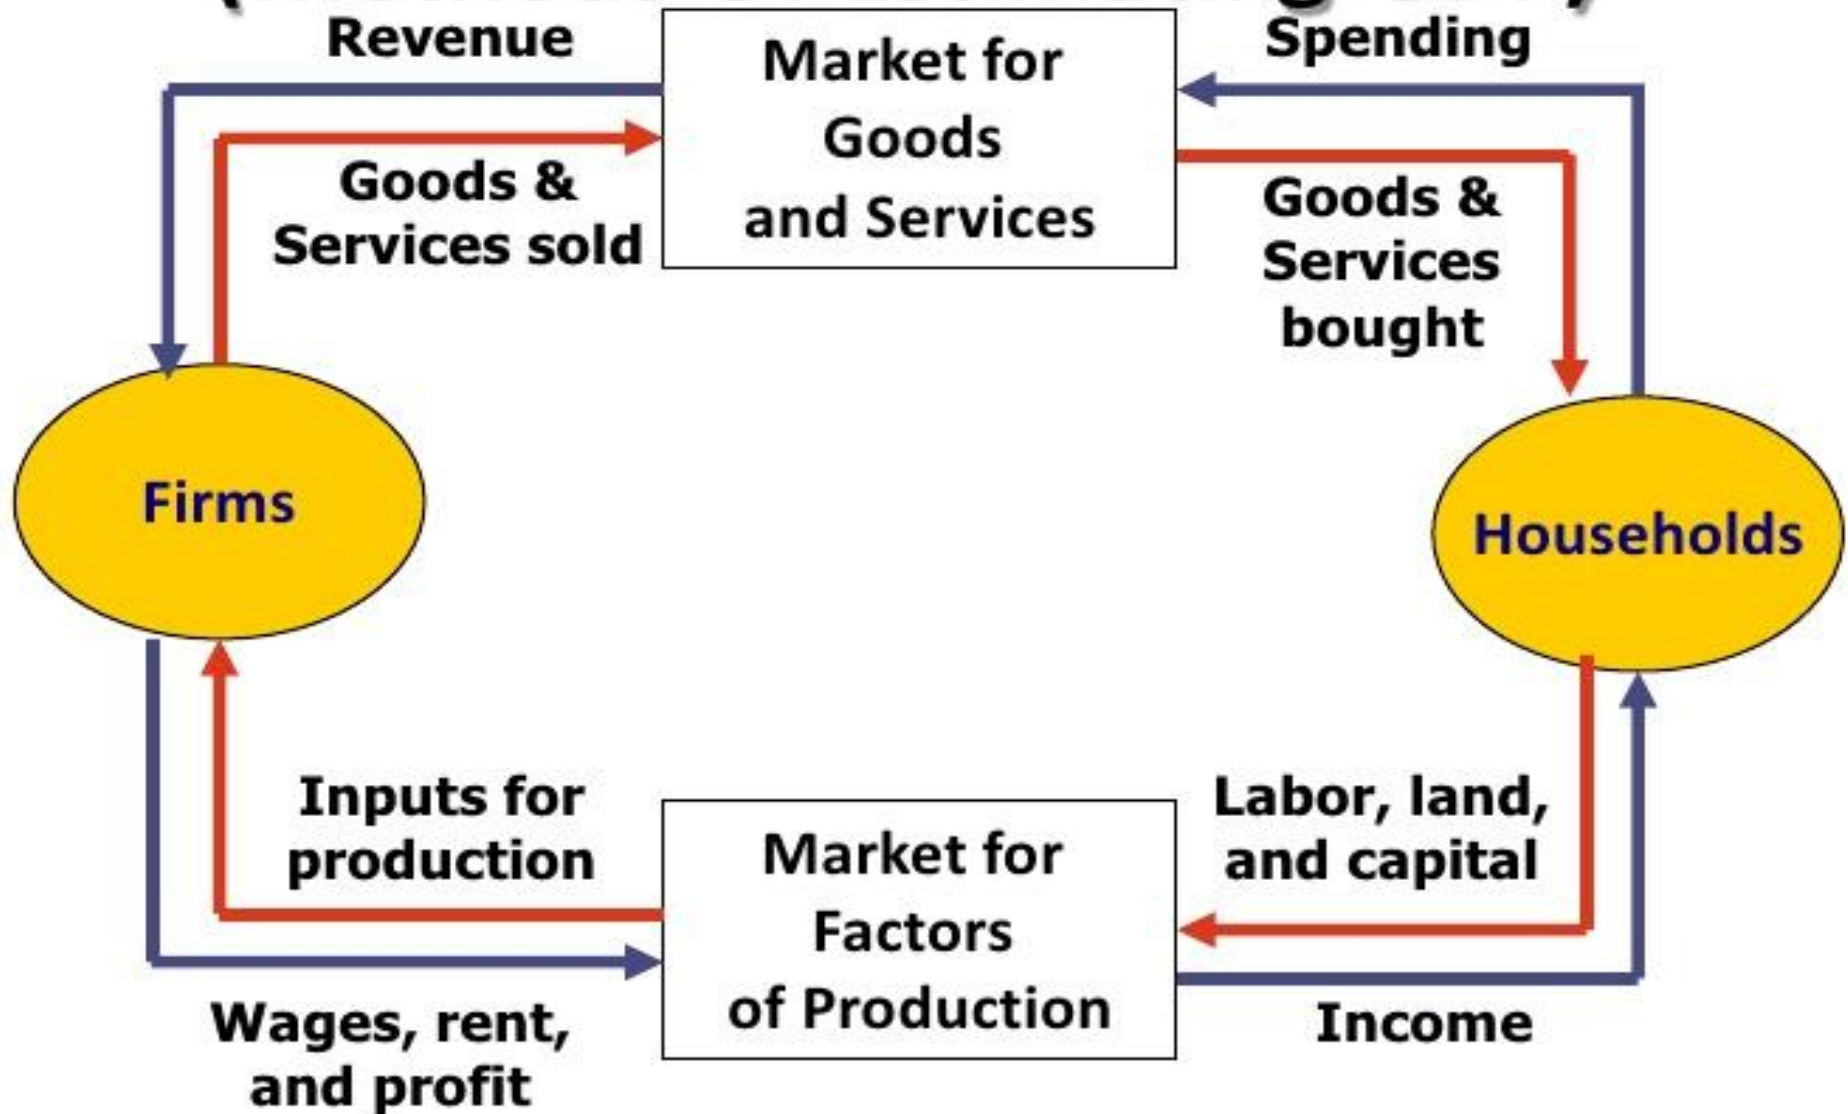 Revenue
Market for
Goods
and Services
Spending
Goods &
Services sold
Goods &
Services
bought
Firms
Households
Inputs for
production
Market for
Factors
of Production
Labor, land,
and capital
Wages, rent,
and profit
Income